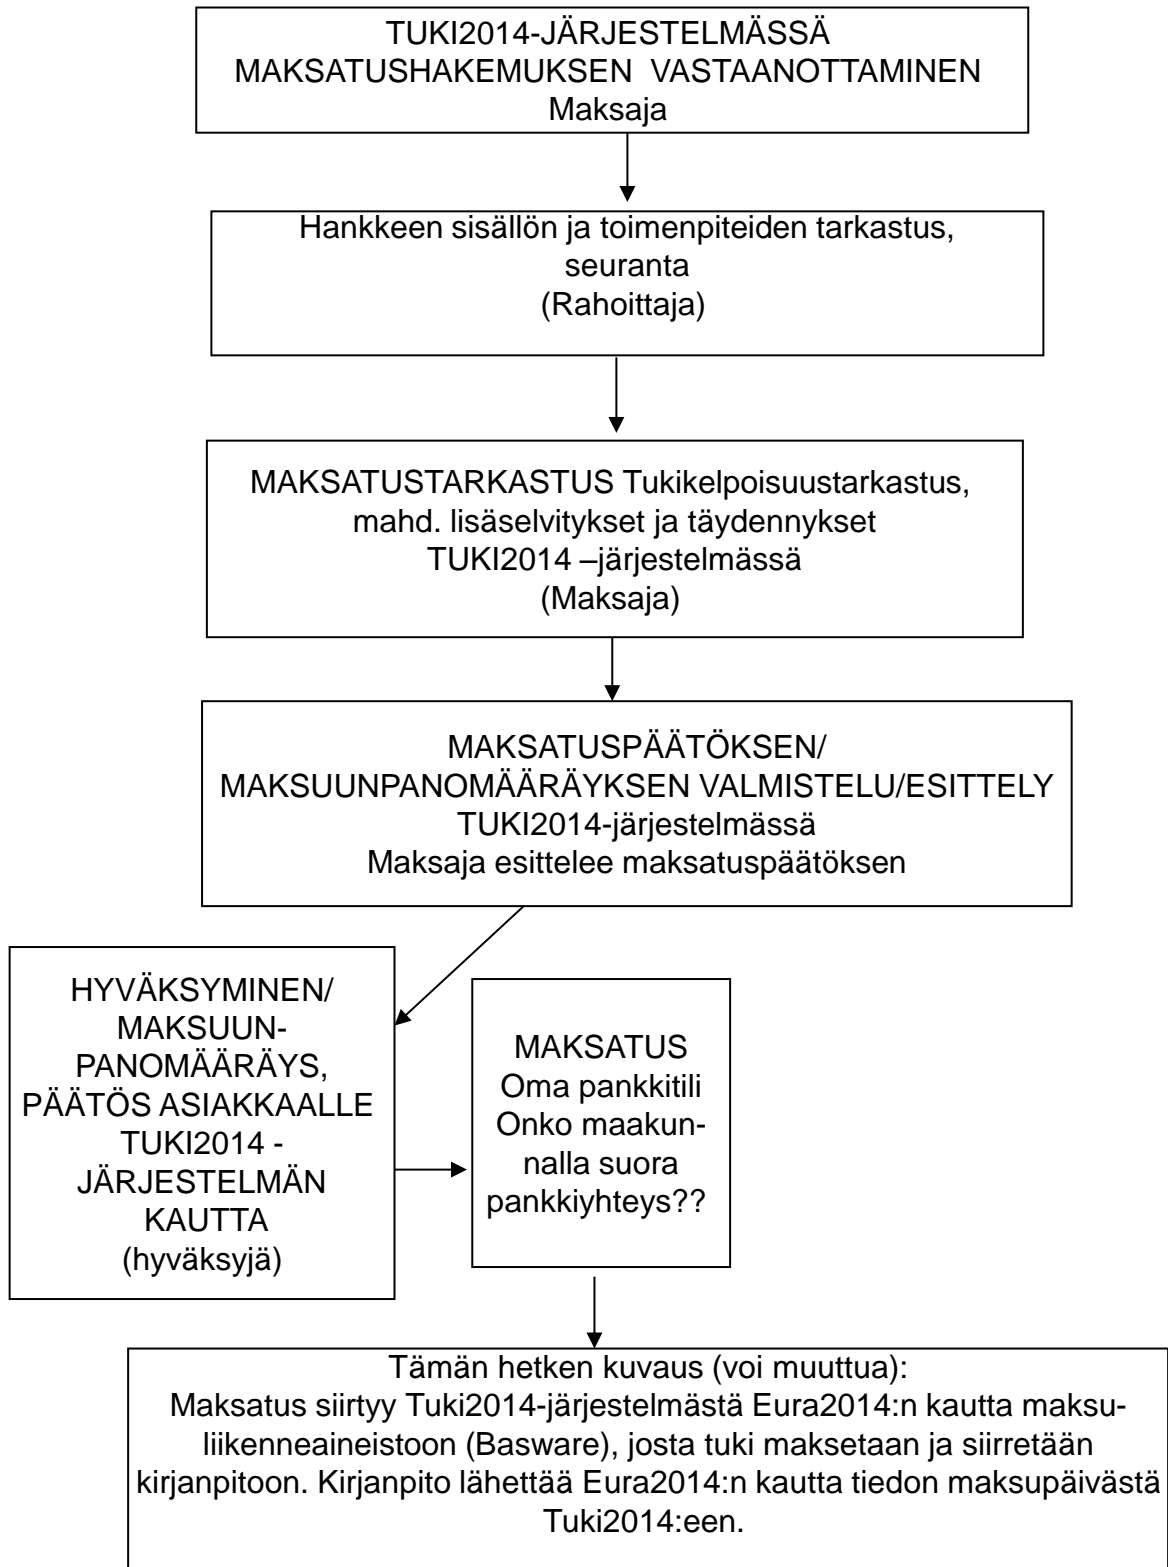 TUKI2014-JÄRJESTELMÄSSÄ
MAKSATUSHAKEMUKSEN VASTAANOTTAMINEN
Maksaja
Hankkeen sisällön ja toimenpiteiden tarkastus,
seuranta
(Rahoittaja)
MAKSATUSTARKASTUS Tukikelpoisuustarkastus,
mahd. lisäselvitykset ja täydennykset
TUKI2014 –järjestelmässä
(Maksaja)
MAKSATUSPÄÄTÖKSEN/
MAKSUUNPANOMÄÄRÄYKSEN VALMISTELU/ESITTELY
TUKI2014-järjestelmässä
Maksaja esittelee maksatuspäätöksen
HYVÄKSYMINEN/
MAKSUUN-
PANOMÄÄRÄYS,
PÄÄTÖS ASIAKKAALLE
TUKI2014 -
JÄRJESTELMÄN
KAUTTA
(hyväksyjä)
MAKSATUS
Oma pankkitili
Onko maakun-
nalla suora
pankkiyhteys??
Tämän hetken kuvaus (voi muuttua):
Maksatus siirtyy Tuki2014-järjestelmästä Eura2014:n kautta maksu-
liikenneaineistoon (Basware), josta tuki maksetaan ja siirretään
kirjanpitoon. Kirjanpito lähettää Eura2014:n kautta tiedon maksupäivästä
Tuki2014:een.